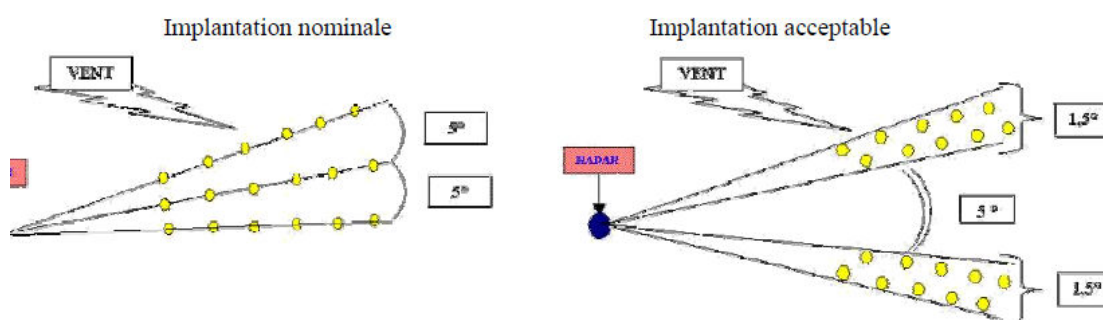 Implantation nominale
VENT
5°
5°
Implantation acceptable
VENT
RADAR
1,5°
5°
1,5°